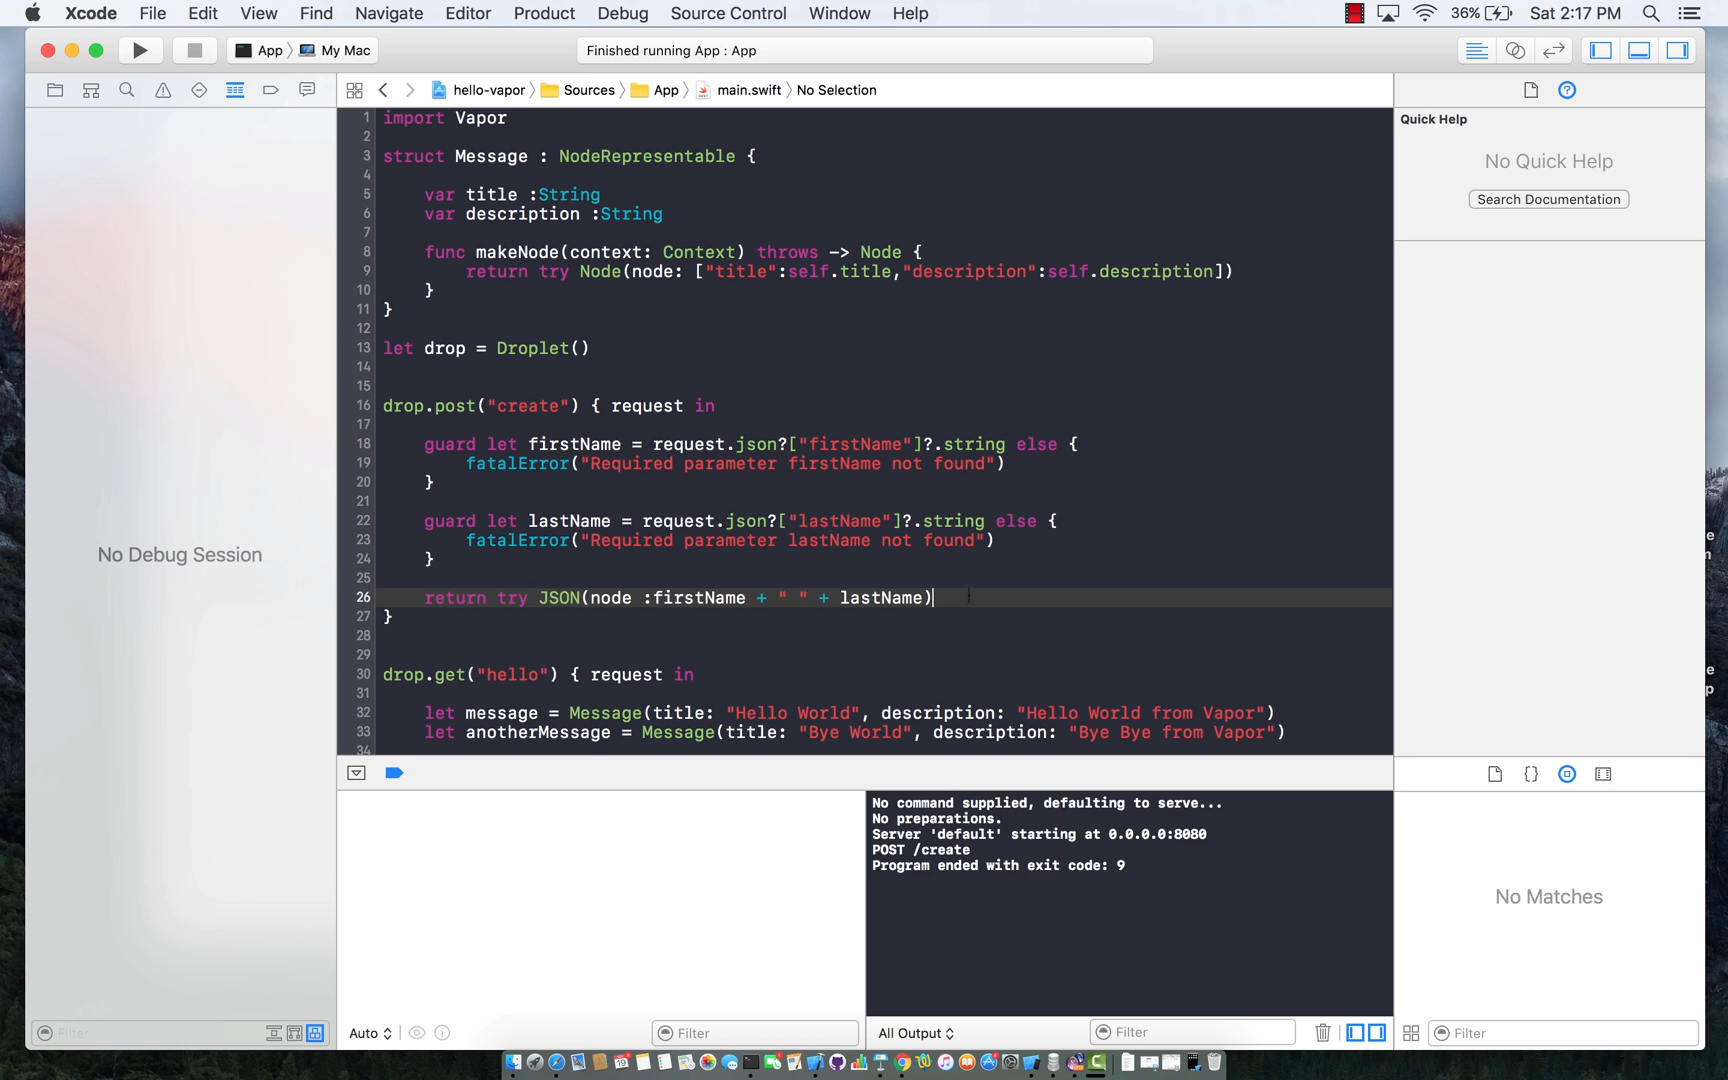 Xcode File Edit View Find Navigate Editor Product Debug Source Control Window Help 36% Sat 2:17 PM
App My Mac Finished running App : App
hello-vapor Sources App main.swift No Selection
1 import Vapor
2
3 struct Message : NodeRepresentable {
4
5 var title :String
6 var description :String
7
8 func makeNode(context: Context) throws -> Node {
9 return try Node(node: ["title":self.title,"description":self.description])
10 }
11 }
12
13 let drop = Droplet()
14
15
16 drop.post("create") { request in
17
18 guard let firstName = request.json?["firstName"]?.string else {
19 fatalError("Required parameter firstName not found")
20 }
21
22 guard let lastName = request.json?["lastName"]?.string else {
23 fatalError("Required parameter lastName not found")
24 }
25
26 return try JSON(node :firstName + " " + lastName)
27 }
28
29
30 drop.get("hello") { request in
31
32 let message = Message(title: "Hello World", description: "Hello World from Vapor")
33 let anotherMessage = Message(title: "Bye World", description: "Bye Bye from Vapor")
34
No Debug Session
Quick Help
No Quick Help
Search Documentation
No command supplied, defaulting to serve...
No preparations.
Server 'default' starting at 0.0.0.0:8080
POST /create
Program ended with exit code: 9
No Matches
Filter
Auto
Filter
All Output
Filter
Filter